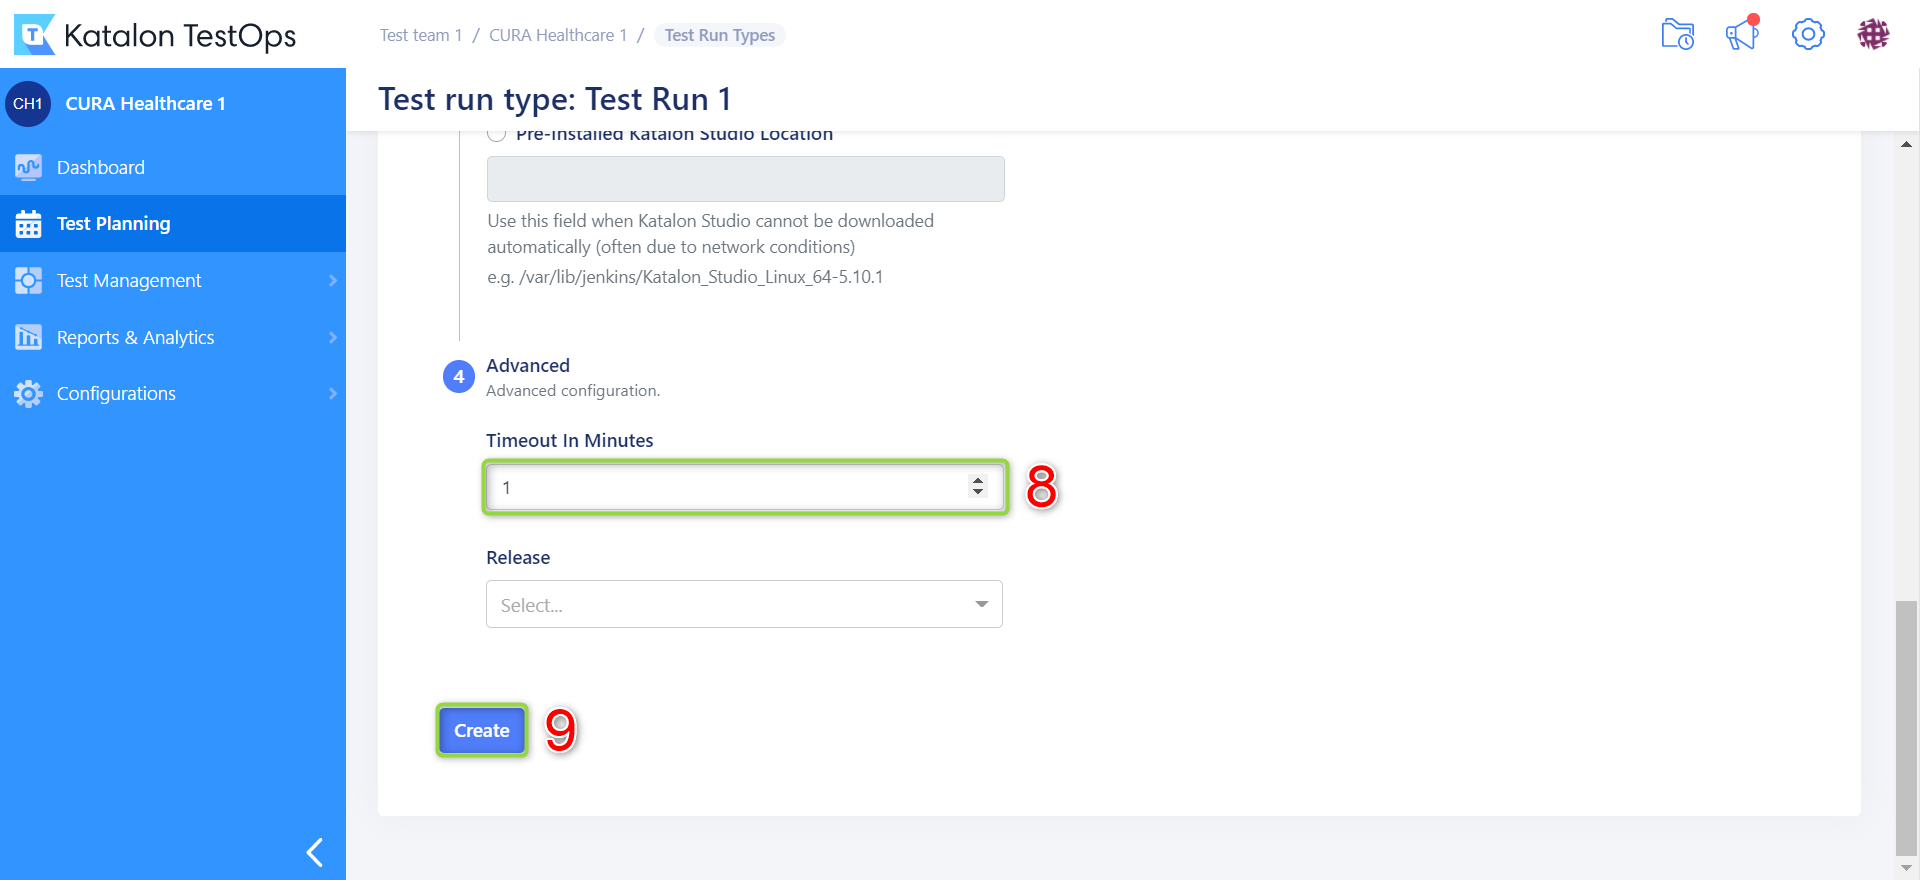 Katalon TestOps
Test team 1 / CURA Healthcare 1 / Test Run Types
CH1 CURA Healthcare 1
Dashboard
Test Planning
Test Management
Reports & Analytics
Configurations
Test run type: Test Run 1
Pre-Installed Katalon Studio Location
Use this field when Katalon Studio cannot be downloaded
automatically (often due to network conditions)
e.g. /var/lib/jenkins/Katalon_Studio_Linux_64-5.10.1
4 Advanced
Advanced configuration.
Timeout In Minutes
1
8
Release
Select...
Create
9